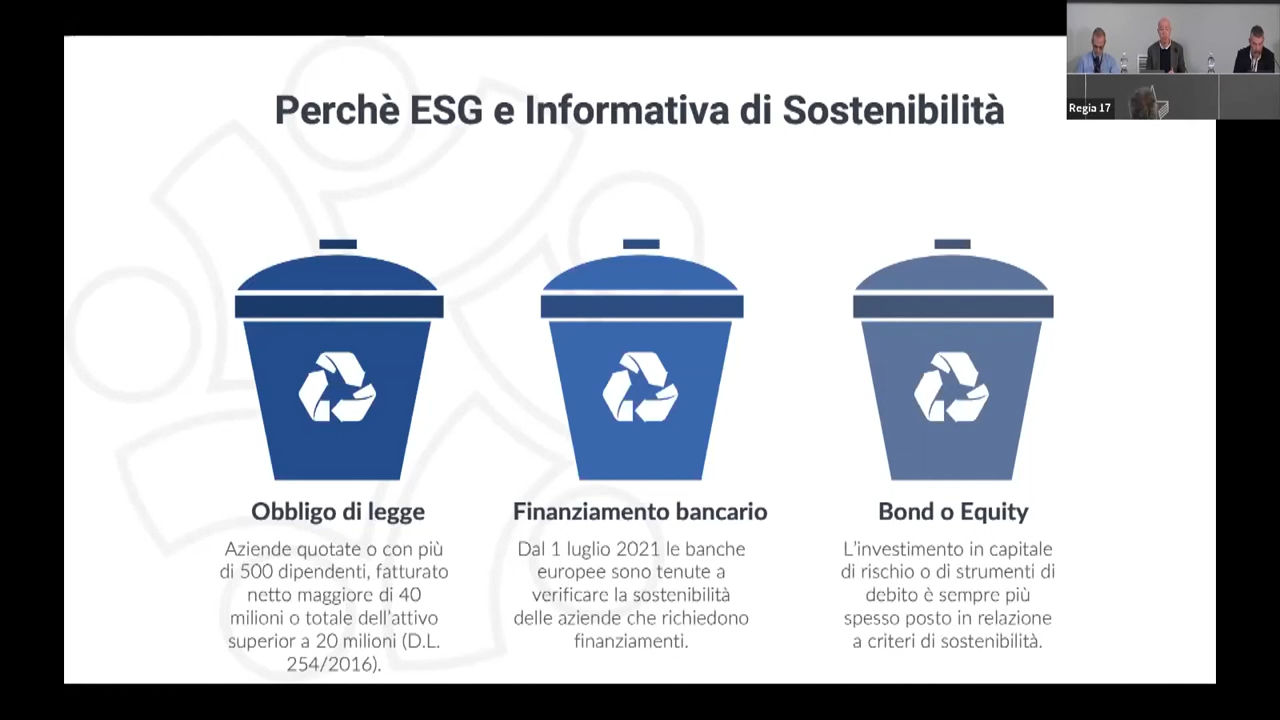 Perchè ESG e Informativa di Sostenibilità
Regia 17
Obbligo di legge
Aziende quotate o con più
di 500 dipendenti, fatturato
netto maggiore di 40
milioni o totale dell'attivo
superior a 20 milioni (D.L.
254/2016).
Finanziamento bancario
Dal 1 luglio 2021 le banche
europee sono tenute a
verificare la sostenibilità
delle aziende che richiedono
finanziamenti.
Bond o Equity
L'investimento in capitale
di rischio o di strumenti di
debito è sempre più
spesso posto in relazione
a criteri di sostenibilità.